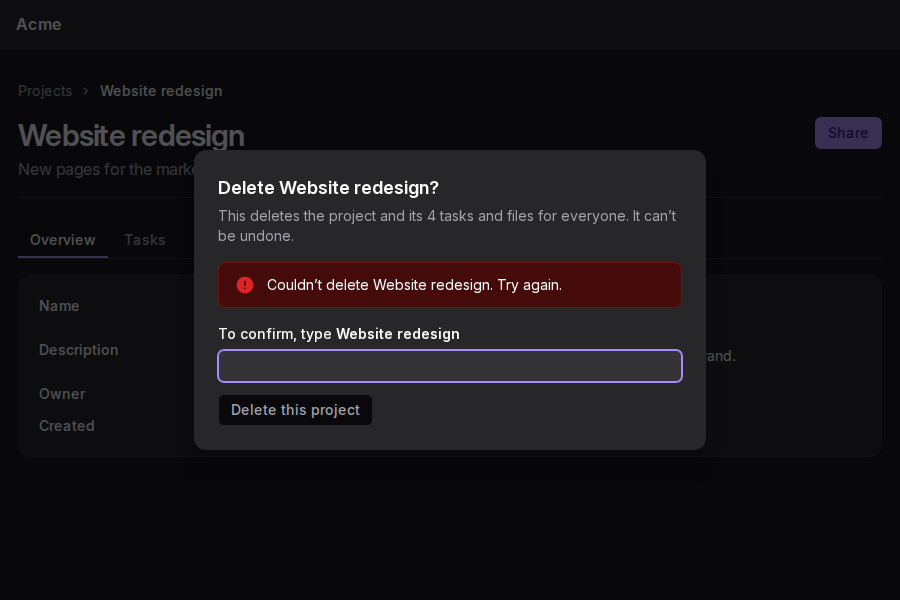 Acme
Projects > Website redesign
Website redesign
Share
New pages for the
Overview
Tasks
Name
Description
rand.
Owner
Created
Delete Website redesign?
This deletes the project and its 4 tasks and files for everyone. It can’t
be undone.
Couldn’t delete Website redesign. Try again.
To confirm, type Website redesign
Delete this project